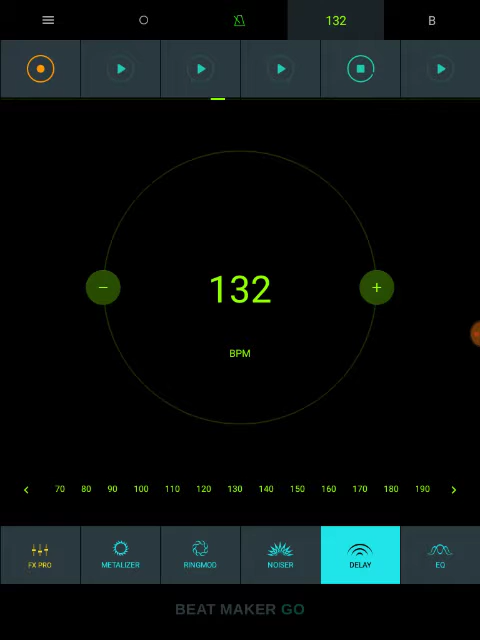 132 B
132
BPM
70 80 90 100 110 120 130 140 150 160 170 180 190
FX PRO METALIZER RINGMOD NOISER DELAY EQ
BEAT MAKER GO